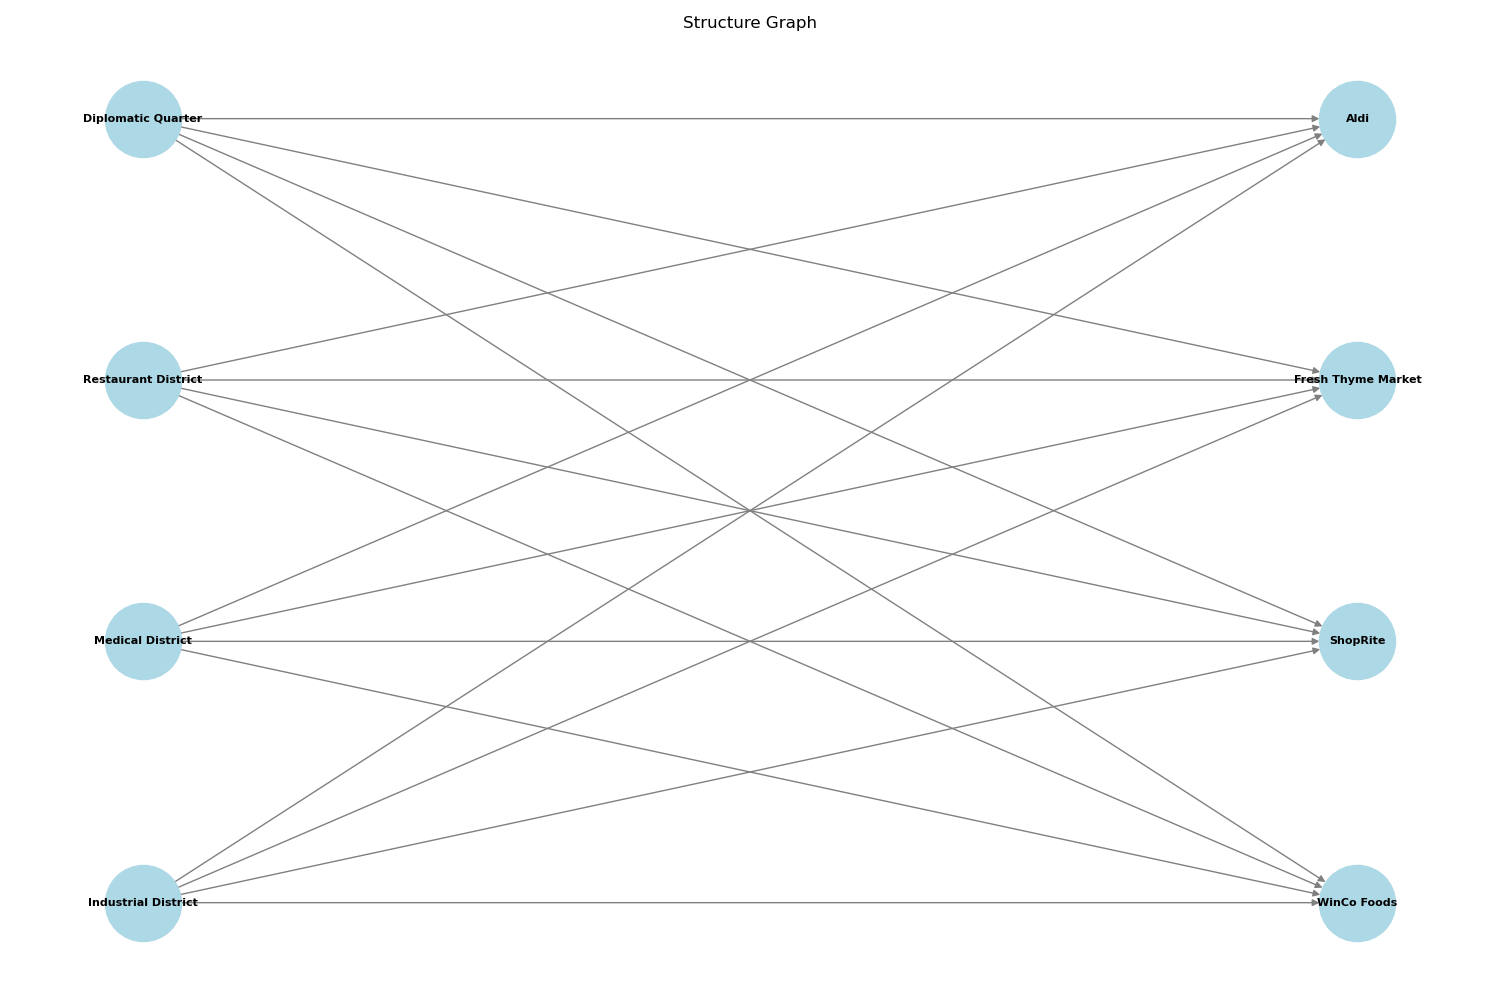 Structure Graph
Diplomatic Quarter
Aldi
Restaurant District
Fresh Thyme Market
Medical District
ShopRite
Industrial District
WinCo Foods